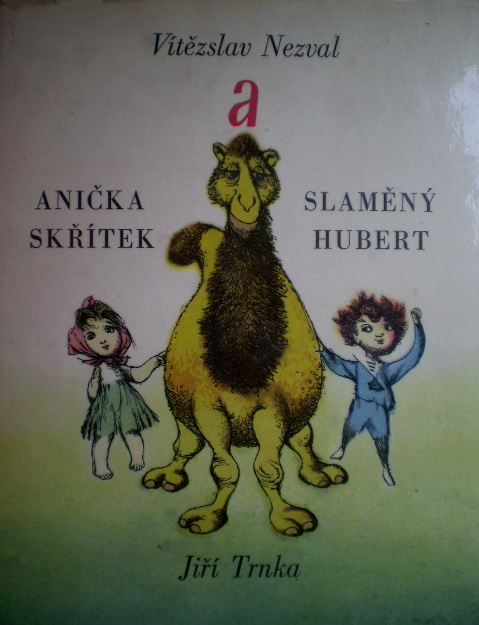 Vítězslav Nezval
a
ANIČKA
SKŘÍTEK
SLAMĚNÝ
HUBERT
Jiří Trnka